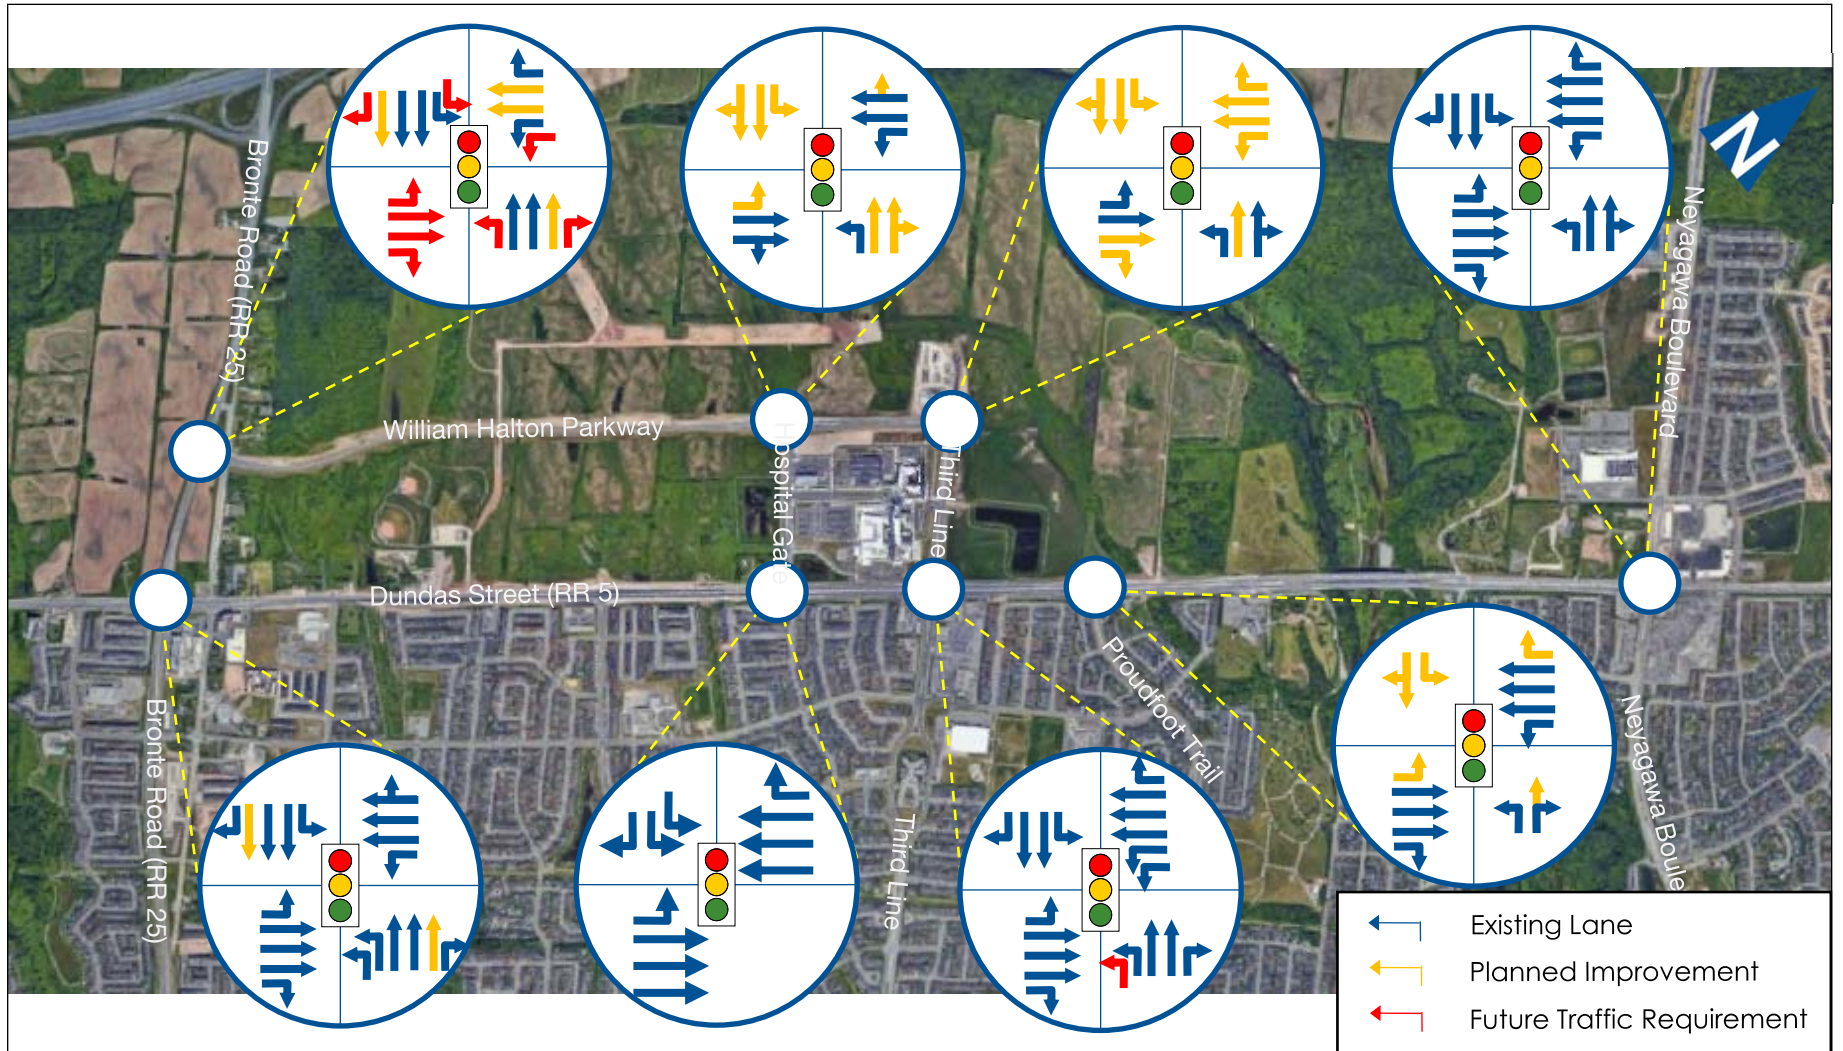 N
Bronte Road (RR 25)
Neyagawa Boulevard
William Halton Parkway
Hospital Gate
Third Line
Dundas Street (RR 5)
Proudfoot Trail
Bronte Road (RR 25)
Third Line
Neyagawa Boule
Existing Lane
Planned Improvement
Future Traffic Requirement